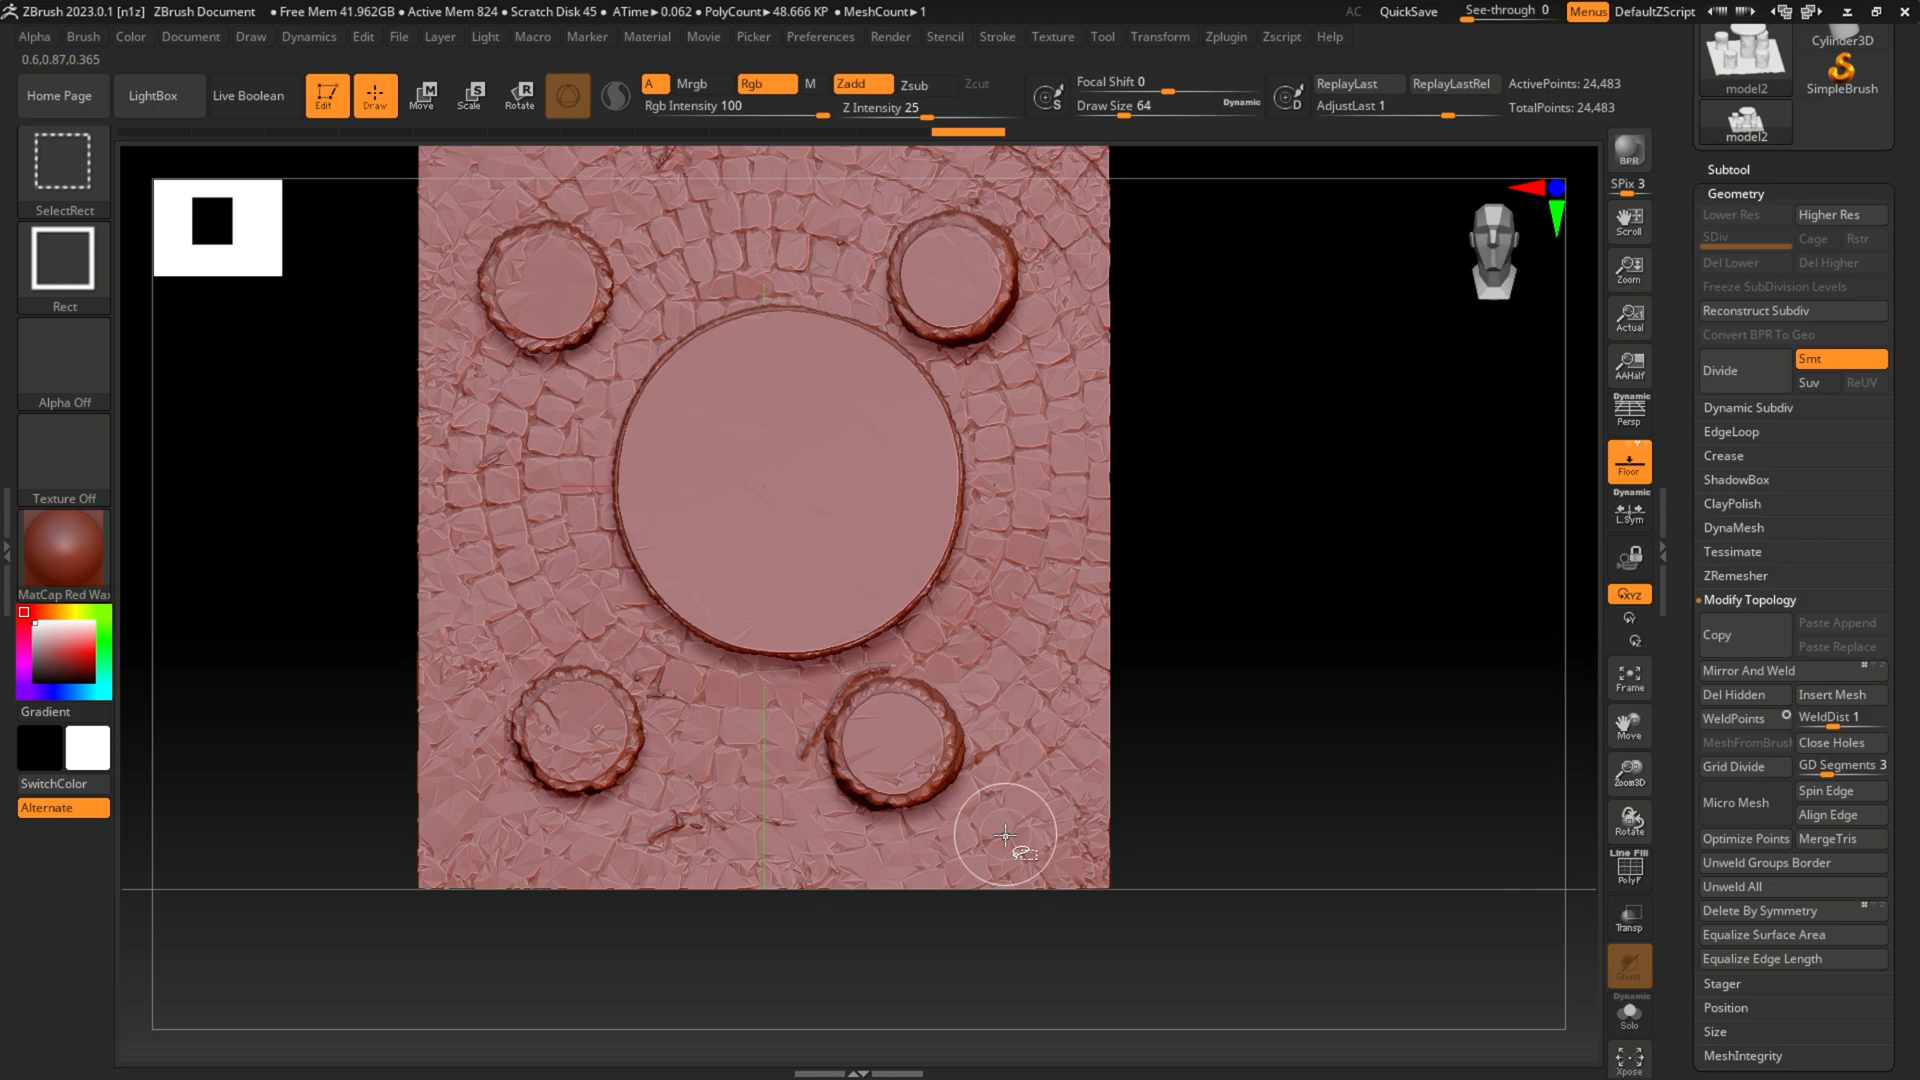 ZBrush 2023.0.1 [n1z] ZBrush Document • Free Mem 41.962GB • Active Mem 824 • Scratch Disk 45 • ATime►0.062 • PolyCount►48.666 KP • MeshCount►1 AC QuickSave See-through 0 Menus DefaultZScript
Alpha Brush Color Document Draw Dynamics Edit File Layer Light Macro Marker Material Movie Picker Preferences Render Stencil Stroke Texture Tool Transform Zplugin Zscript Help
0.6,0.87,0.365
Home Page LightBox Live Boolean Edit Draw Move Scale Rotate
A Mrgb Rgb M Zadd Zsub Zcut
Rgb Intensity 100 Z Intensity 25
Focal Shift 0
Draw Size 64 Dynamic
ReplayLast ReplayLastRel
AdjustLast 1
ActivePoints: 24,483
TotalPoints: 24,483
SelectRect
Rect
Alpha Off
Texture Off
MatCap Red Wax
Gradient
SwitchColor
Alternate
BPR
SPix 3
Scroll
Zoom
Actual
AAHalf
Dynamic
Persp
Floor
Dynamic
L.Sym
XYZ
Frame
Move
Zoom3D
Rotate
Line Fill
PolyF
Transp
Ghost
Dynamic
Solo
Xpose
Cylinder3D
model2 SimpleBrush
model2
Subtool
Geometry
Lower Res Higher Res
SDiv Cage Rstr
Del Lower Del Higher
Freeze SubDivision Levels
Reconstruct Subdiv
Convert BPR To Geo
Divide Smt
Suv ReUV
Dynamic Subdiv
EdgeLoop
Crease
ShadowBox
ClayPolish
DynaMesh
Tessimate
ZRemesher
Modify Topology
Copy Paste Append
Paste Replace
Mirror And Weld
Del Hidden Insert Mesh
WeldPoints WeldDist 1
MeshFromBrush Close Holes
Grid Divide GD Segments 3
Micro Mesh Spin Edge
Align Edge
Optimize Points MergeTris
Unweld Groups Border
Unweld All
Delete By Symmetry
Equalize Surface Area
Equalize Edge Length
Stager
Position
Size
MeshIntegrity